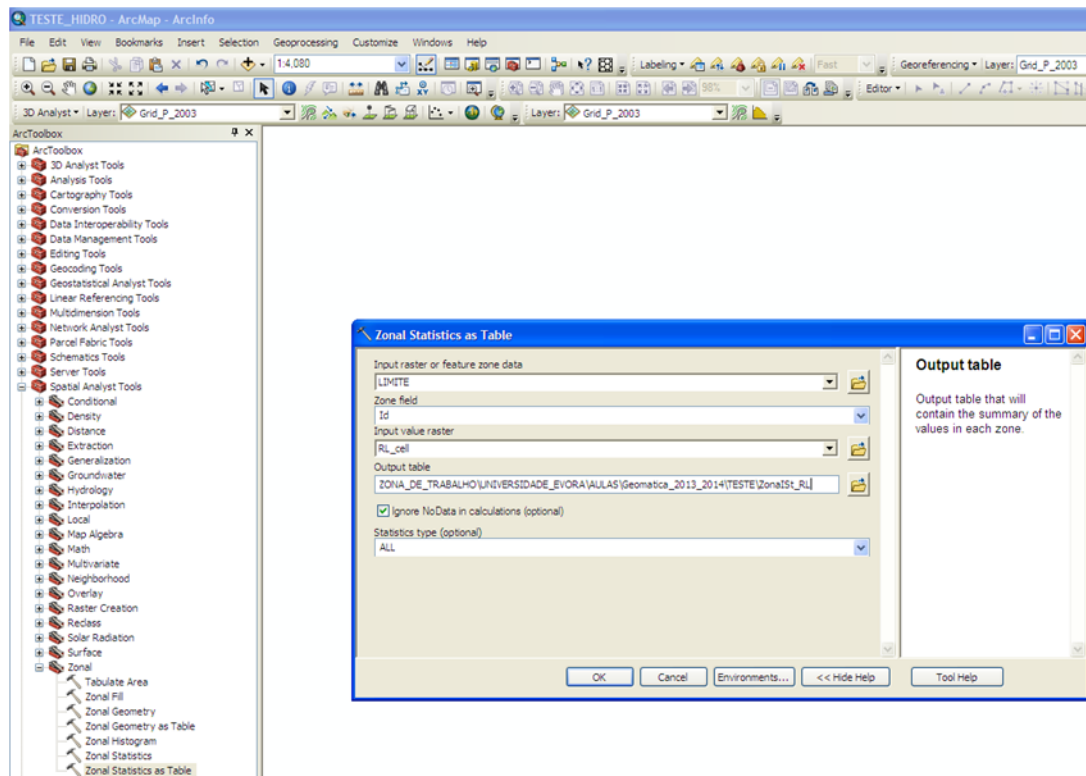 TESTE_HIDRO - ArcMap - ArcInfo
File Edit View Bookmarks Insert Selection Geoprocessing Customize Windows Help
1:4,080 Labeling Fast Georeferencing Layer: Grid_P_2003
98% Editor
3D Analyst Layer: Grid_P_2003 Layer: Grid_P_2003
ArcToolbox
ArcToolbox
3D Analyst Tools
Analysis Tools
Cartography Tools
Conversion Tools
Data Interoperability Tools
Data Management Tools
Editing Tools
Geocoding Tools
Geostatistical Analyst Tools
Linear Referencing Tools
Multidimension Tools
Network Analyst Tools
Parcel Fabric Tools
Schematics Tools
Server Tools
Spatial Analyst Tools
Conditional
Density
Distance
Extraction
Generalization
Groundwater
Hydrology
Interpolation
Local
Map Algebra
Math
Multivariate
Neighborhood
Overlay
Raster Creation
Reclass
Solar Radiation
Surface
Zonal
Tabulate Area
Zonal Fill
Zonal Geometry
Zonal Geometry as Table
Zonal Histogram
Zonal Statistics
Zonal Statistics as Table
Zonal Statistics as Table
Input raster or feature zone data
LIMITE
Zone field
Id
Input value raster
RL_cell
Output table
ZONA_DE_TRABALHO\UNIVERSIDADE_EVORA\AULAS\Geomatica_2013_2014\TESTE\ZonalSt_RL
Ignore NoData in calculations (optional)
Statistics type (optional)
ALL
Output table
Output table that will
contain the summary of the
values in each zone.
OK Cancel Environments... << Hide Help Tool Help